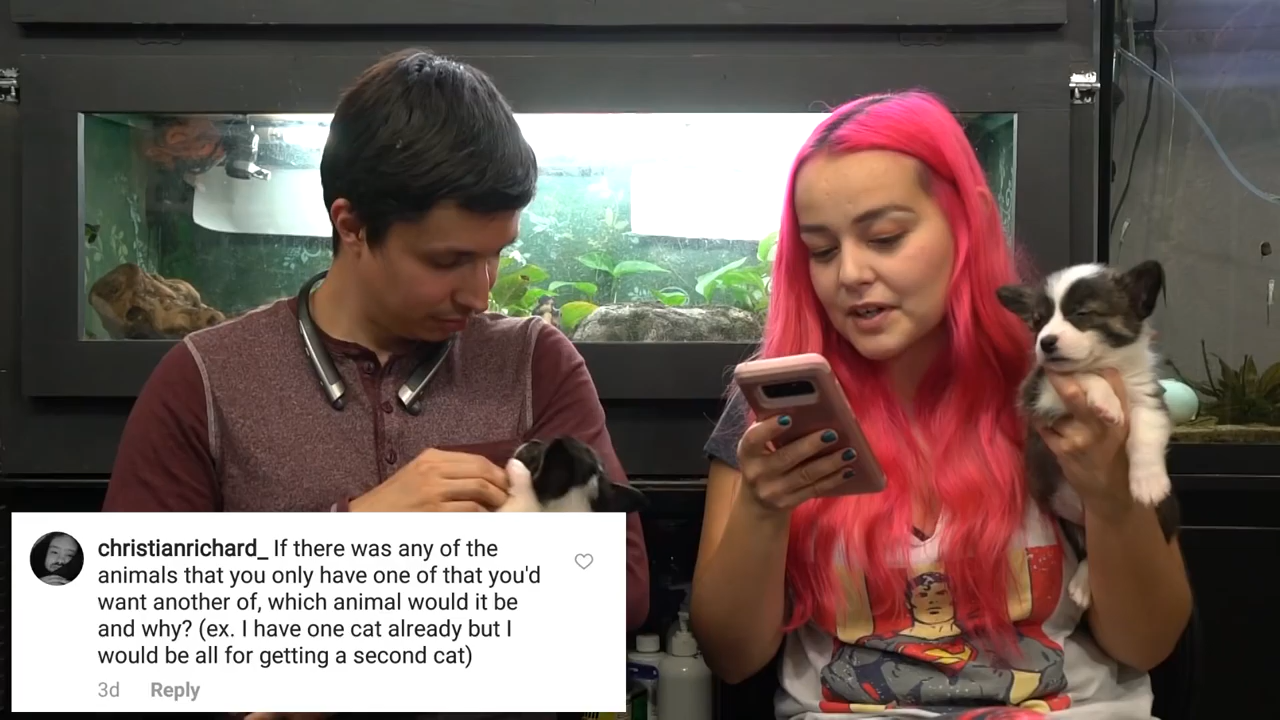 christianrichard_ If there was any of the
animals that you only have one of that you'd
want another of, which animal would it be
and why? (ex. I have one cat already but I
would be all for getting a second cat)
3d Reply